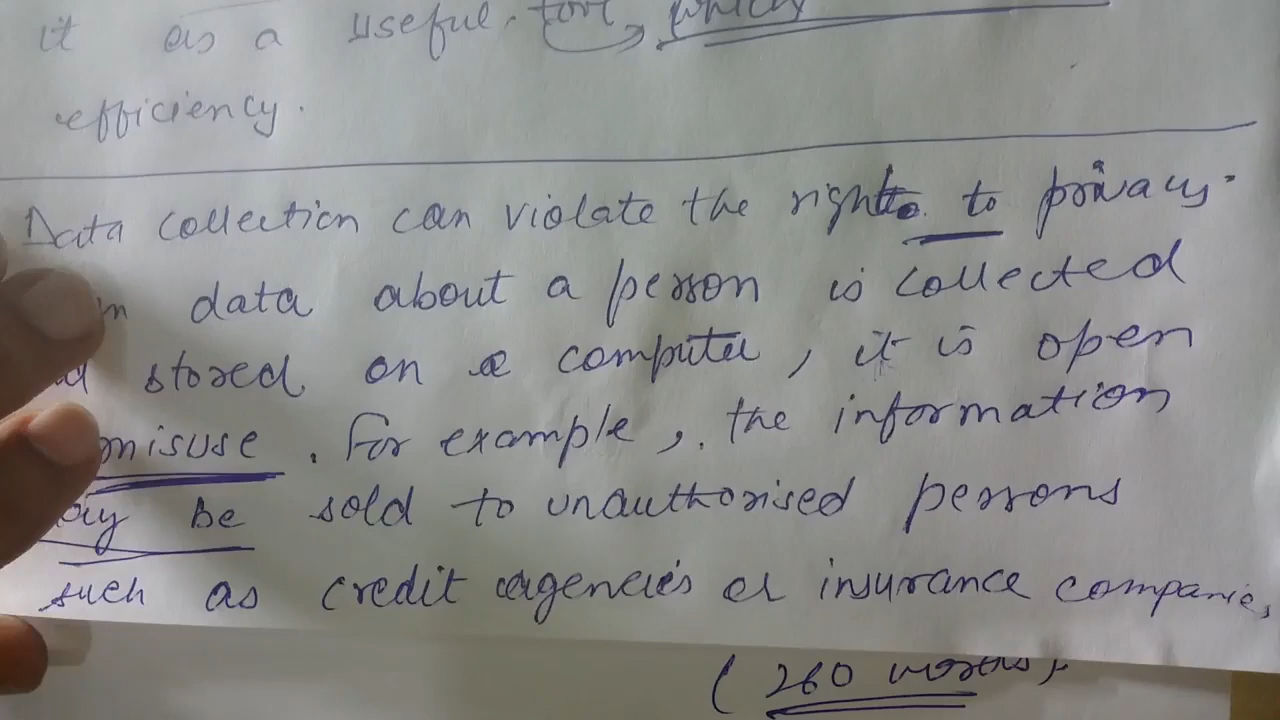 it as a useful tool which
efficiency.
Data collection can violate the right to privacy.
data about a person is collected
stored on a computer, it is open
misuse. For example, the information
be sold to unauthorised persons
such as credit agencies or insurance companies
(260 words)